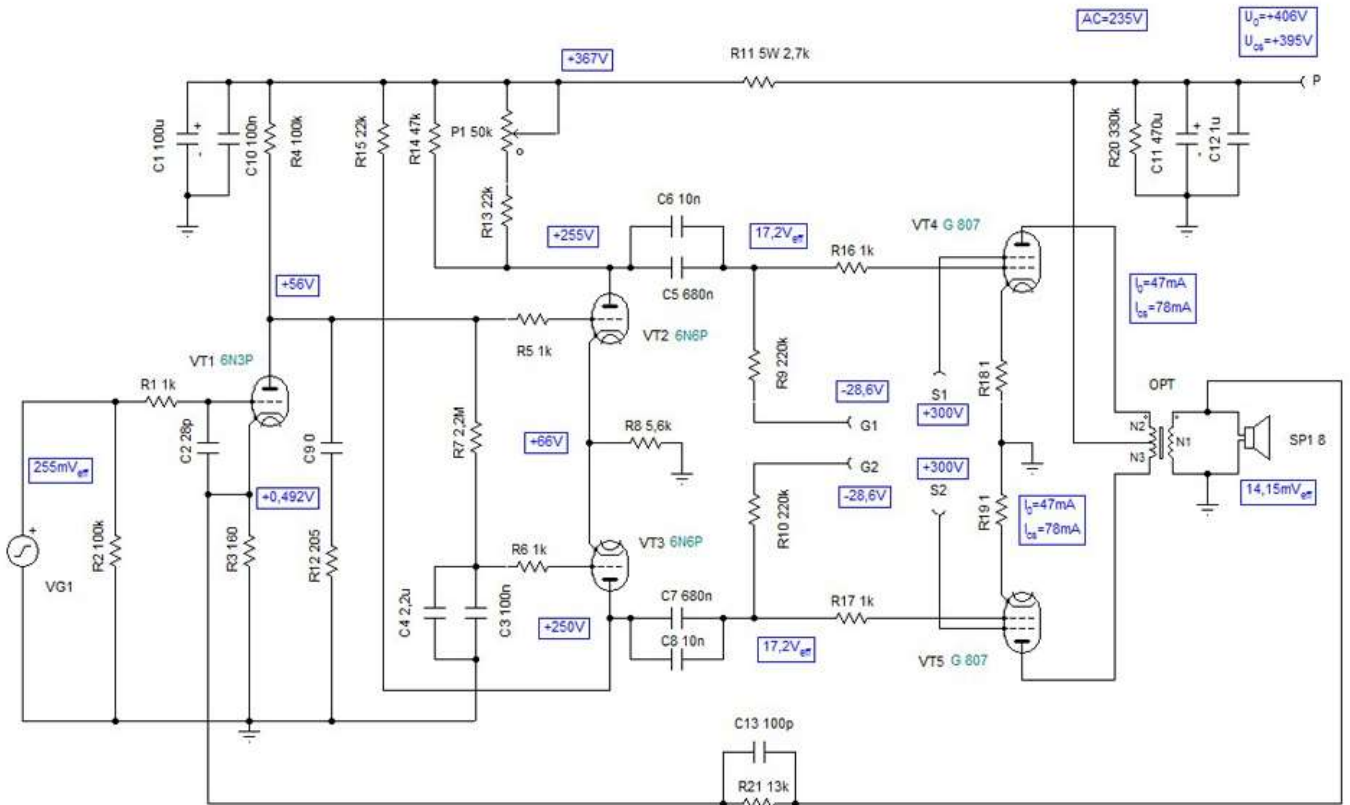 AC=235V
U₀=+406V
Ucs=+395V
+367V
R11 5W 2,7k
P
C1 100u
+
-
C10 100n
R4 100k
R15 22k
R14 47k
P1 50k
R13 22k
R20 330k
C11 470u
+
-
C12 1u
C6 10n
+255V
17,2Veff
VT4 G 807
R16 1k
C5 680n
+56V
I₀=47mA
Ics=78mA
VT1 6N3P
VT2 6N6P
R5 1k
R9 220k
R18 1
R1 1k
-28,6V
S1
OPT
+300V
G1
C2 28p
C9 0
R7 2,2M
+66V
R8 5,6k
N2
N1
N3
SP1 8
255mVeff
+0,492V
G2
+300V
-28,6V
S2
14,15mVeff
R10 220k
R19 1
I₀=47mA
Ics=78mA
+
VG1
R2 100k
R3 160
R12 205
R6 1k
VT3 6N6P
C4 2,2u
C3 100n
C7 680n
R17 1k
+250V
C8 10n
17,2Veff
VT5 G 807
C13 100p
R21 13k